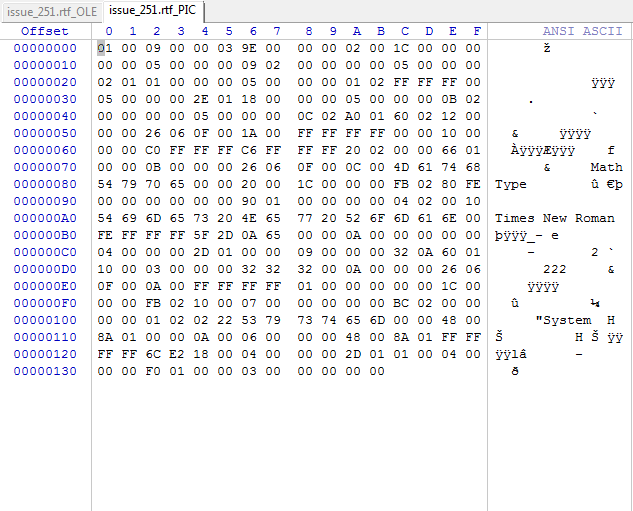 issue_251.rtf_OLE issue_251.rtf_PIC
Offset 0 1 2 3 4 5 6 7 8 9 A B C D E F ANSI ASCII
00000000 01 00 09 00 00 03 9E 00 00 00 02 00 1C 00 00 00 ž
00000010 00 00 05 00 00 00 09 02 00 00 00 00 05 00 00 00
00000020 02 01 01 00 00 00 05 00 00 00 01 02 FF FF FF 00 ÿÿÿ
00000030 05 00 00 00 2E 01 18 00 00 00 05 00 00 00 0B 02 .
00000040 00 00 00 00 05 00 00 00 0C 02 A0 01 60 02 12 00 `
00000050 00 00 26 06 0F 00 1A 00 FF FF FF FF 00 00 10 00 & ÿÿÿÿ
00000060 00 00 C0 FF FF FF C6 FF FF FF 20 02 00 00 66 01 ÀÿÿÿÆÿÿÿ f
00000070 00 00 0B 00 00 00 26 06 0F 00 0C 00 4D 61 74 68 & Math
00000080 54 79 70 65 00 00 20 00 1C 00 00 00 FB 02 80 FE Type û €þ
00000090 00 00 00 00 00 00 90 01 00 00 00 00 04 02 00 10
000000A0 54 69 6D 65 73 20 4E 65 77 20 52 6F 6D 61 6E 00 Times New Roman
000000B0 FE FF FF FF 5F 2D 0A 65 00 00 0A 00 00 00 00 00 þÿÿÿ_- e
000000C0 04 00 00 00 2D 01 00 00 09 00 00 00 32 0A 60 01 - 2 `
000000D0 10 00 03 00 00 00 32 32 32 00 0A 00 00 00 26 06 222 &
000000E0 0F 00 0A 00 FF FF FF FF 01 00 00 00 00 00 1C 00 ÿÿÿÿ
000000F0 00 00 FB 02 10 00 07 00 00 00 00 00 BC 02 00 00 û ¼
00000100 00 00 01 02 02 22 53 79 73 74 65 6D 00 00 48 00 "System H
00000110 8A 01 00 00 0A 00 06 00 00 00 48 00 8A 01 FF FF Š H Š ÿÿ
00000120 FF FF 6C E2 18 00 04 00 00 00 2D 01 01 00 04 00 ÿÿlâ -
00000130 00 00 F0 01 00 00 03 00 00 00 00 00 ð